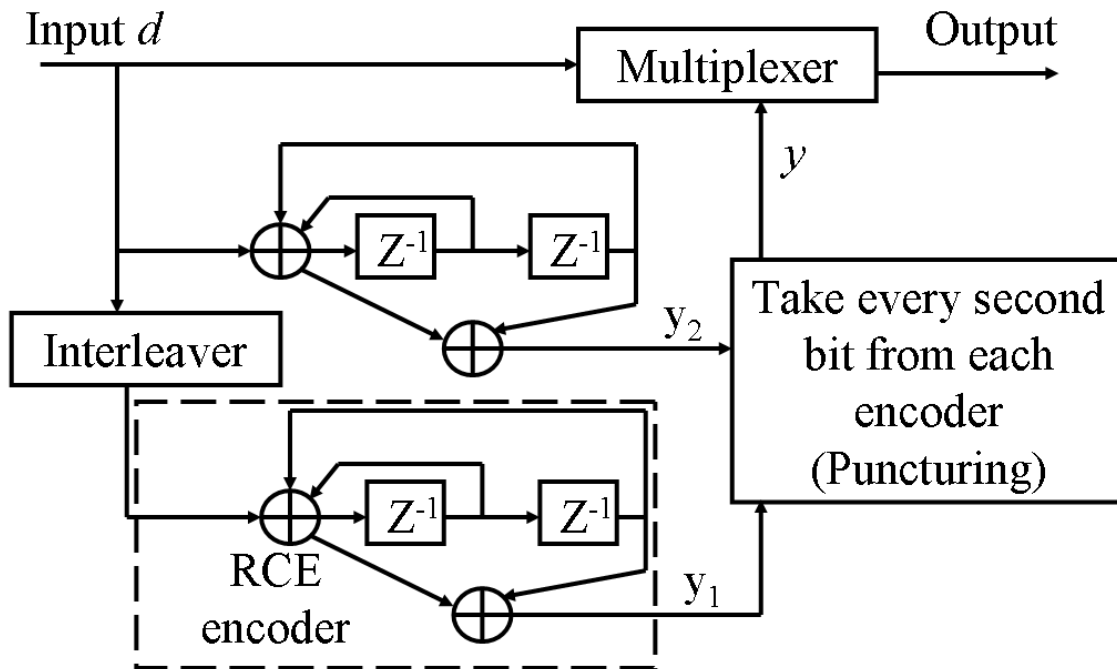 Input d
Multiplexer
Output
y
Z⁻¹
Z⁻¹
Interleaver
y₂
Take every second
bit from each
encoder
(Puncturing)
Z⁻¹
Z⁻¹
RCE
encoder
y₁